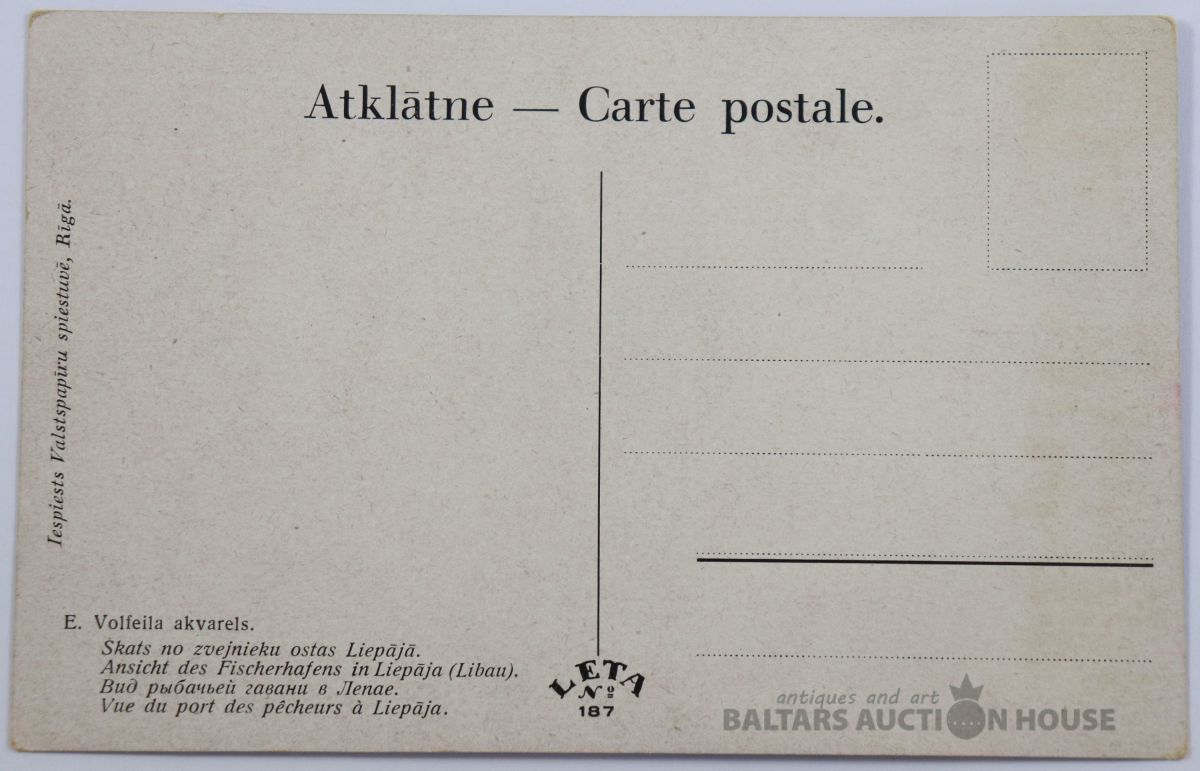 Atklātne — Carte postale.
Iespiests Valstspapīru spiestuvē, Rīgā.
E. Volfeila akvarels.
Skats no zvejnieku ostas Liepājā.
Ansicht des Fischerhafens in Liepāja (Libau).
Вид рыбачьей гавани в Лепае.
Vue du port des pêcheurs à Liepāja.
LETA
Nº
187
antiques and art
BALTARS AUCTION HOUSE